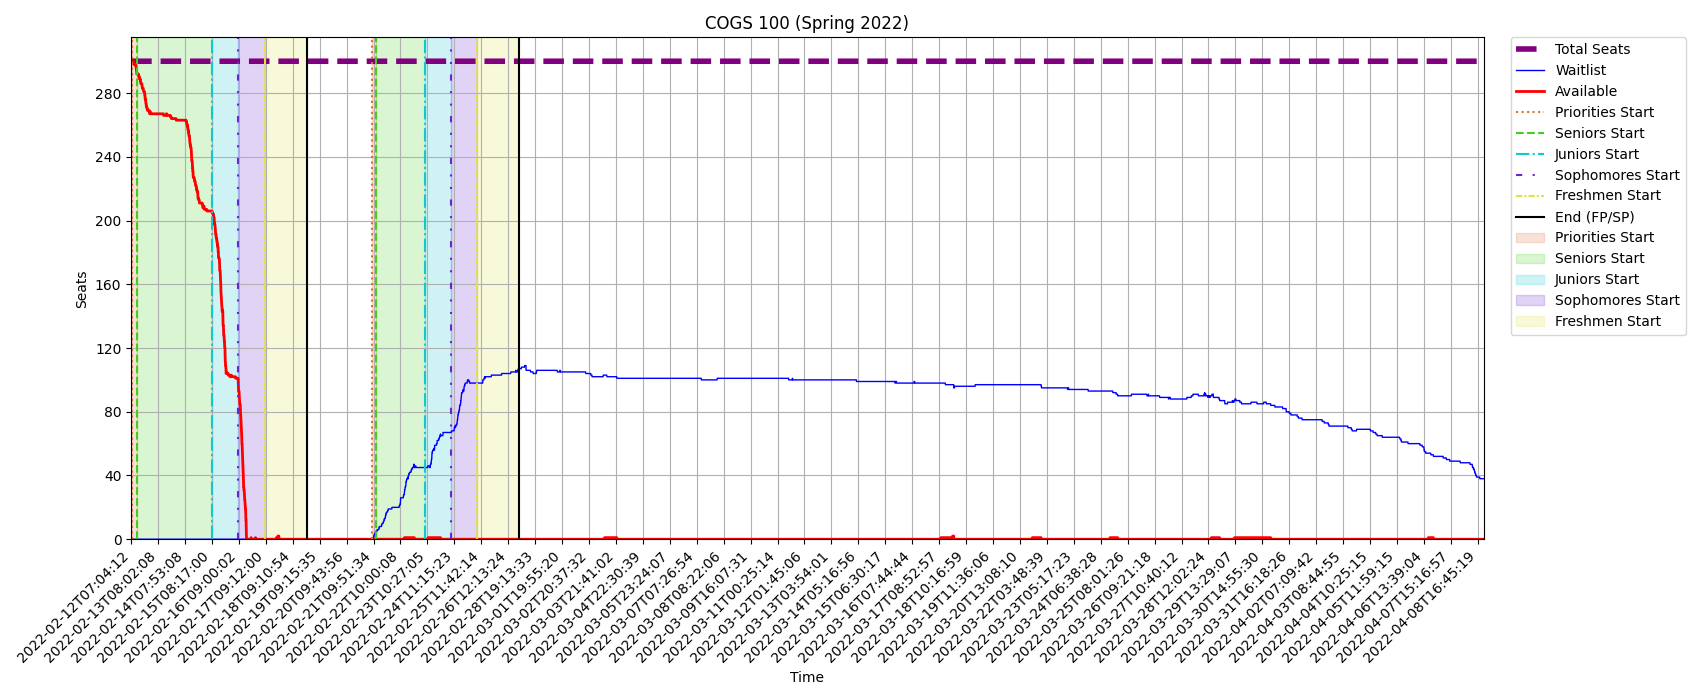 COGS 100 (Spring 2022)
Total Seats
Waitlist
Available
Priorities Start
Seniors Start
Juniors Start
Sophomores Start
Freshmen Start
End (FP/SP)
Priorities Start
Seniors Start
Juniors Start
Sophomores Start
Freshmen Start
Seats
280
240
200
160
120
80
40
0
2022-02-12T07:04:12
2022-02-13T08:02:08
2022-02-14T07:53:08
2022-02-15T08:17:00
2022-02-16T09:00:02
2022-02-17T09:12:00
2022-02-18T09:10:54
2022-02-19T09:15:35
2022-02-20T09:43:56
2022-02-21T09:51:34
2022-02-22T10:00:08
2022-02-23T10:27:05
2022-02-24T11:15:23
2022-02-25T11:42:14
2022-02-26T12:13:24
2022-02-28T19:13:33
2022-03-01T19:55:20
2022-03-02T20:37:32
2022-03-03T21:41:02
2022-03-04T22:30:39
2022-03-05T23:24:07
2022-03-07T07:26:54
2022-03-08T08:22:06
2022-03-09T16:07:31
2022-03-11T00:25:14
2022-03-12T01:45:06
2022-03-13T03:54:01
2022-03-14T05:16:56
2022-03-15T06:30:17
2022-03-16T07:44:44
2022-03-17T08:52:57
2022-03-18T10:16:59
2022-03-19T11:36:06
2022-03-20T13:08:10
2022-03-22T03:48:39
2022-03-23T05:17:23
2022-03-24T06:38:28
2022-03-25T08:01:26
2022-03-26T09:21:18
2022-03-27T10:40:12
2022-03-28T12:02:24
2022-03-29T13:29:07
2022-03-30T14:55:30
2022-03-31T16:18:26
2022-04-02T07:09:42
2022-04-03T08:44:55
2022-04-04T10:25:15
2022-04-05T11:59:15
2022-04-06T13:39:04
2022-04-07T15:16:57
2022-04-08T16:45:19
Time